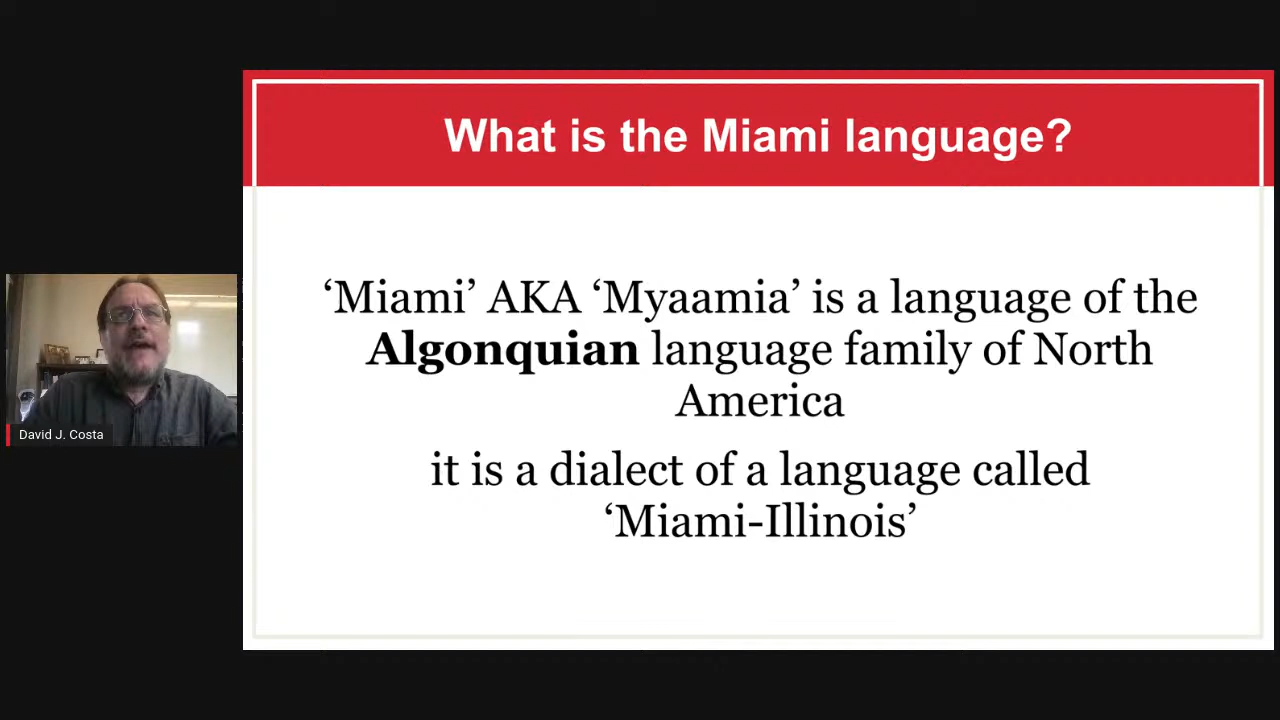 What is the Miami language?
‘Miami’ AKA ‘Myaamia’ is a language of the
Algonquian language family of North
America
it is a dialect of a language called
‘Miami-Illinois’
David J. Costa